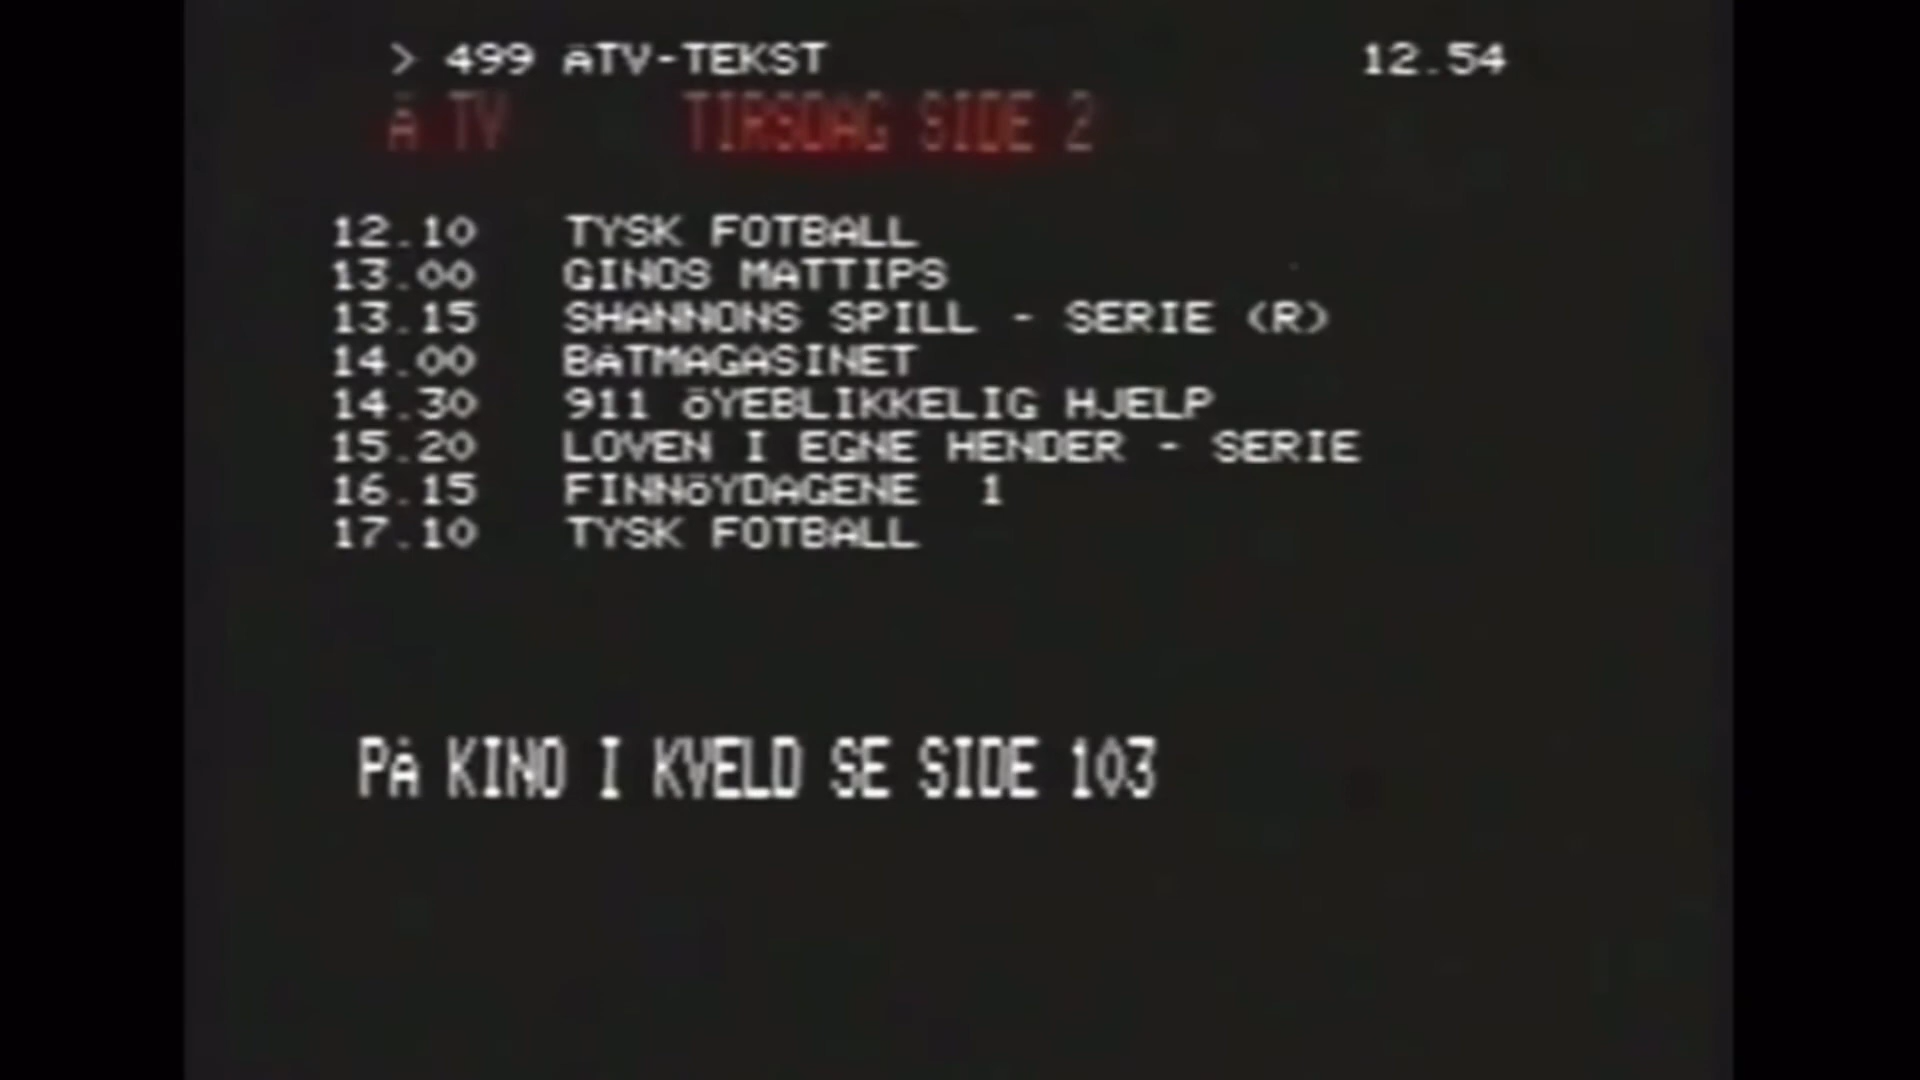 > 499 äTV-TEKST 12.54
ä TV TIRSDAG SIDE 2
12.10 TYSK FOTBALL
13.00 GINOS MATTIPS
13.15 SHANNONS SPILL - SERIE (R)
14.00 BåTMAGASINET
14.30 911 öYEBLIKKELIG HJELP
15.20 LOVEN I EGNE HENDER - SERIE
16.15 FINNöYDAGENE 1
17.10 TYSK FOTBALL
På KINO I KVELD SE SIDE 103